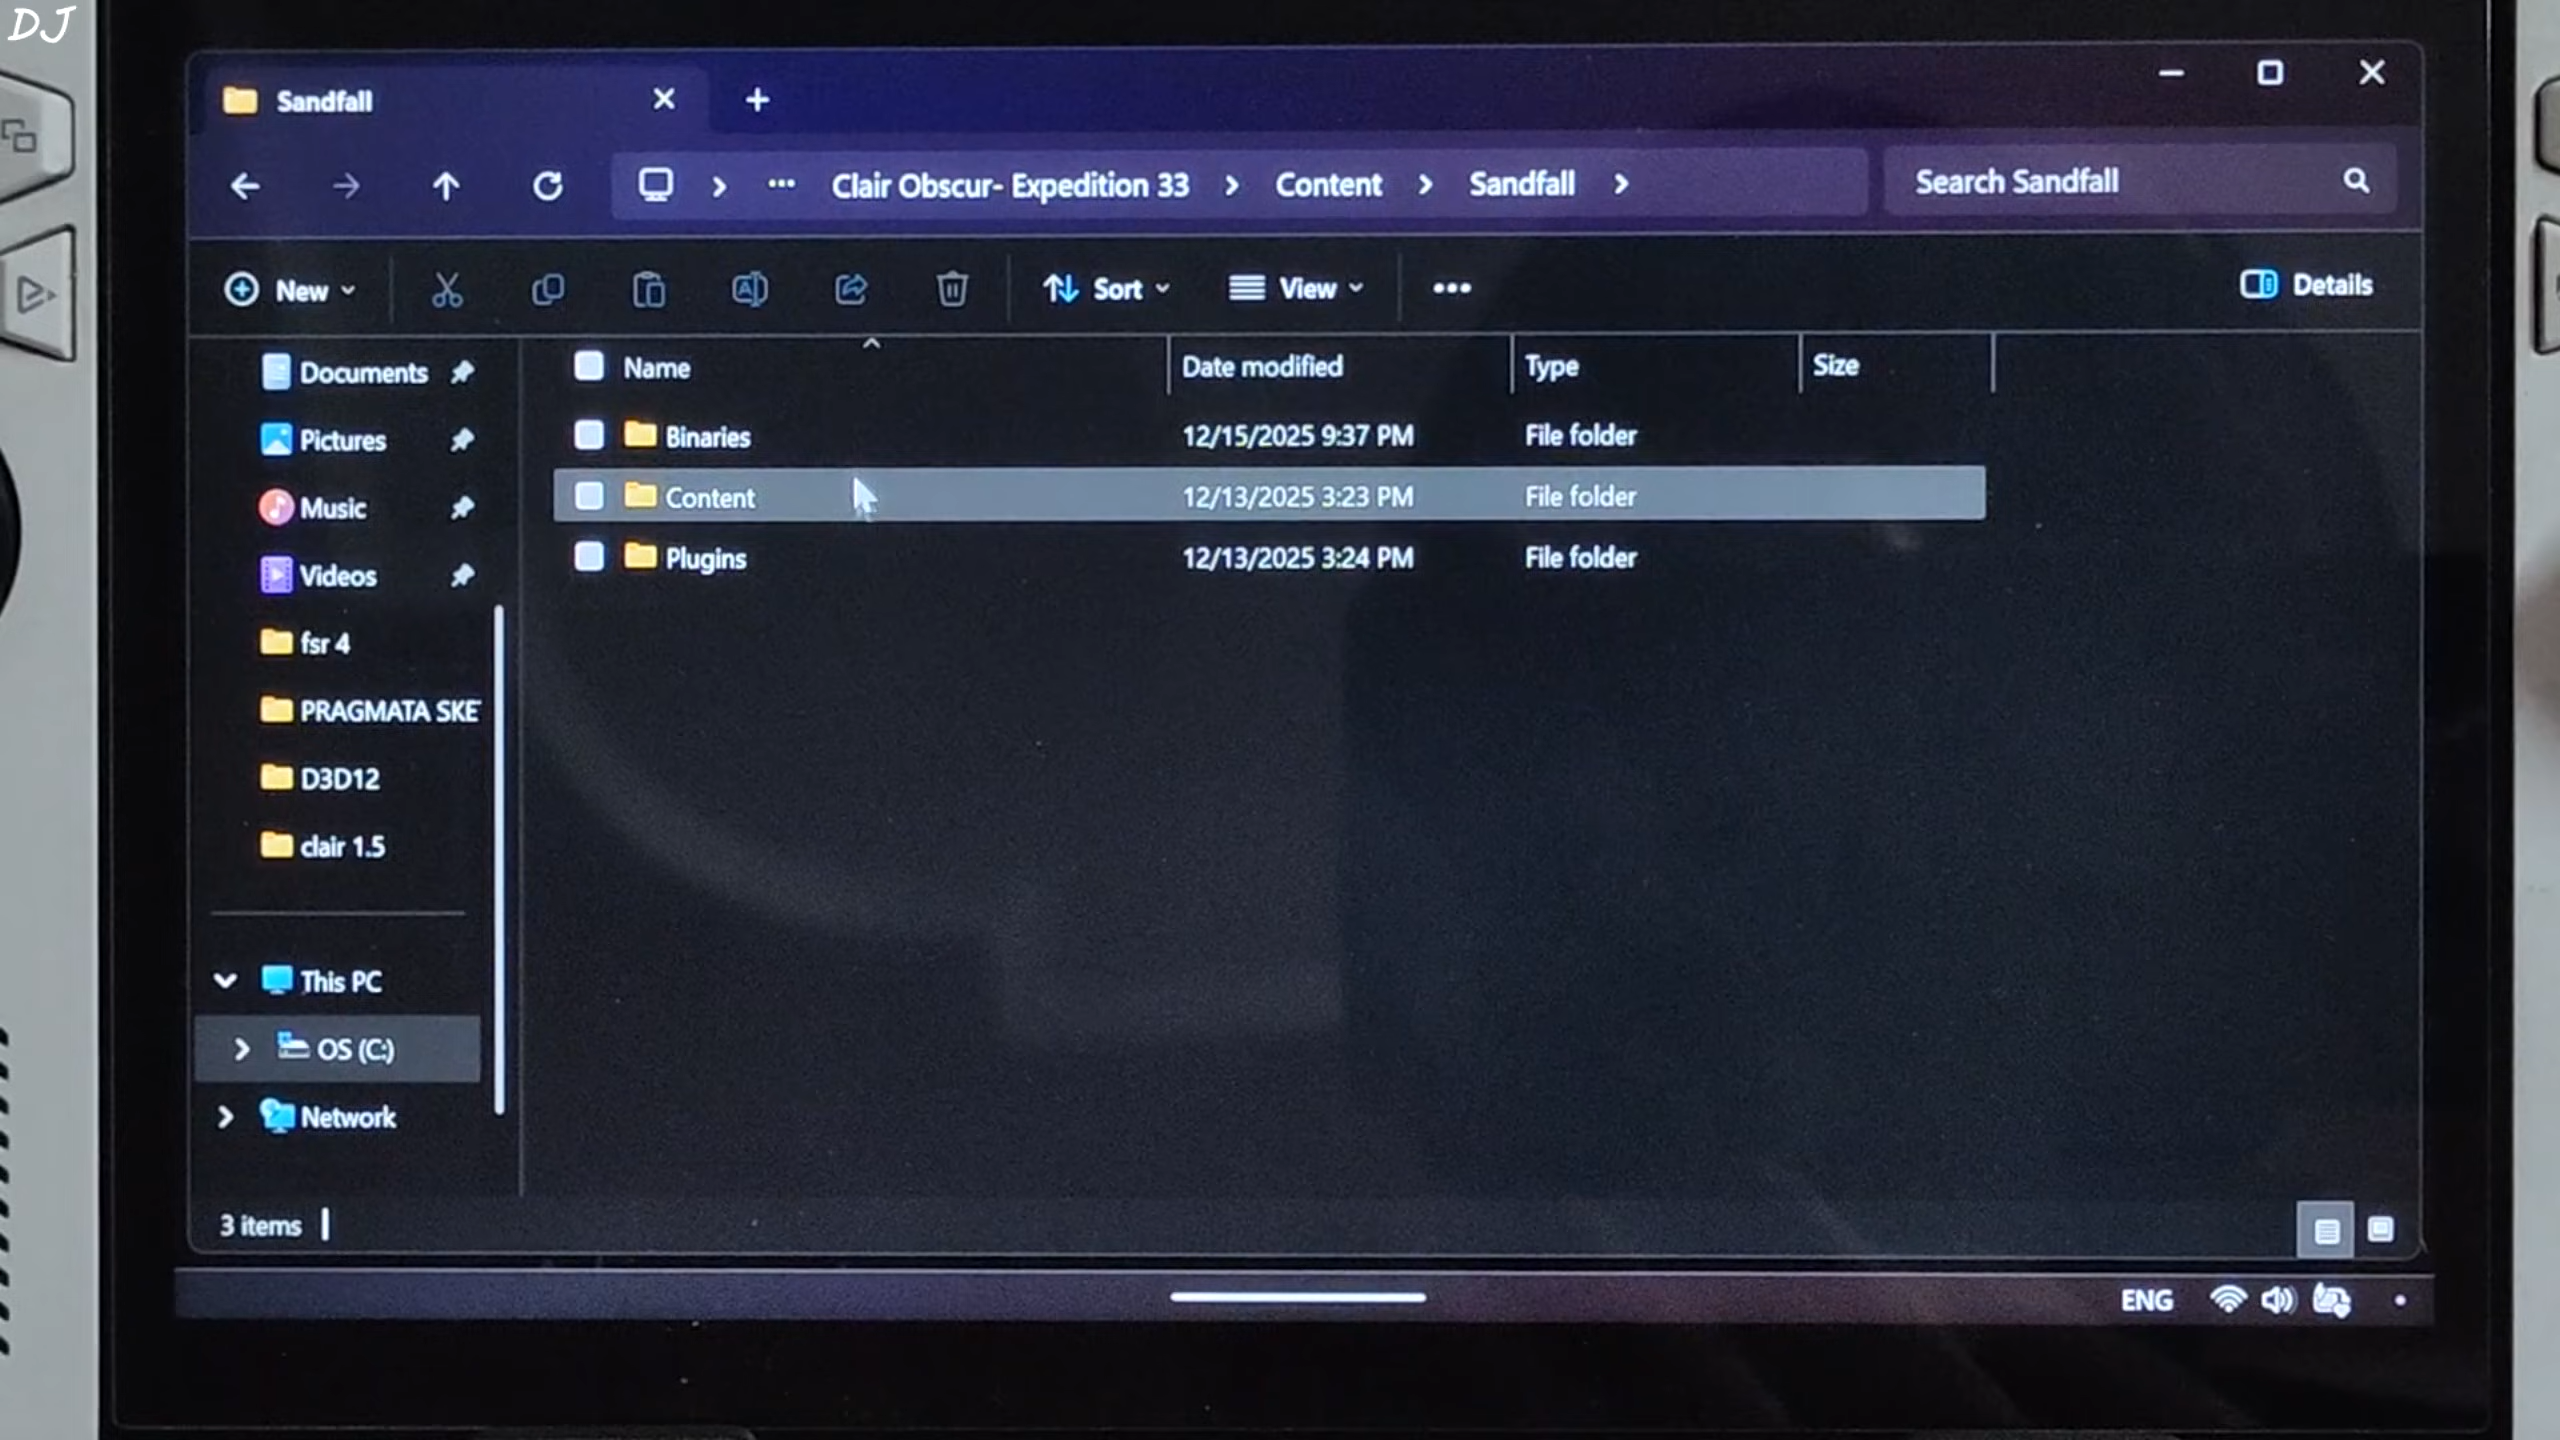 DJ
Sandfall
Clair Obscur- Expedition 33 Content Sandfall
Search Sandfall
New Sort View Details
Name Date modified Type Size
Binaries 12/15/2025 9:37 PM File folder
Content 12/13/2025 3:23 PM File folder
Plugins 12/13/2025 3:24 PM File folder
Documents
Pictures
Music
Videos
fsr 4
PRAGMATA SKE
D3D12
clair 1.5
This PC
OS (C:)
Network
3 items
ENG